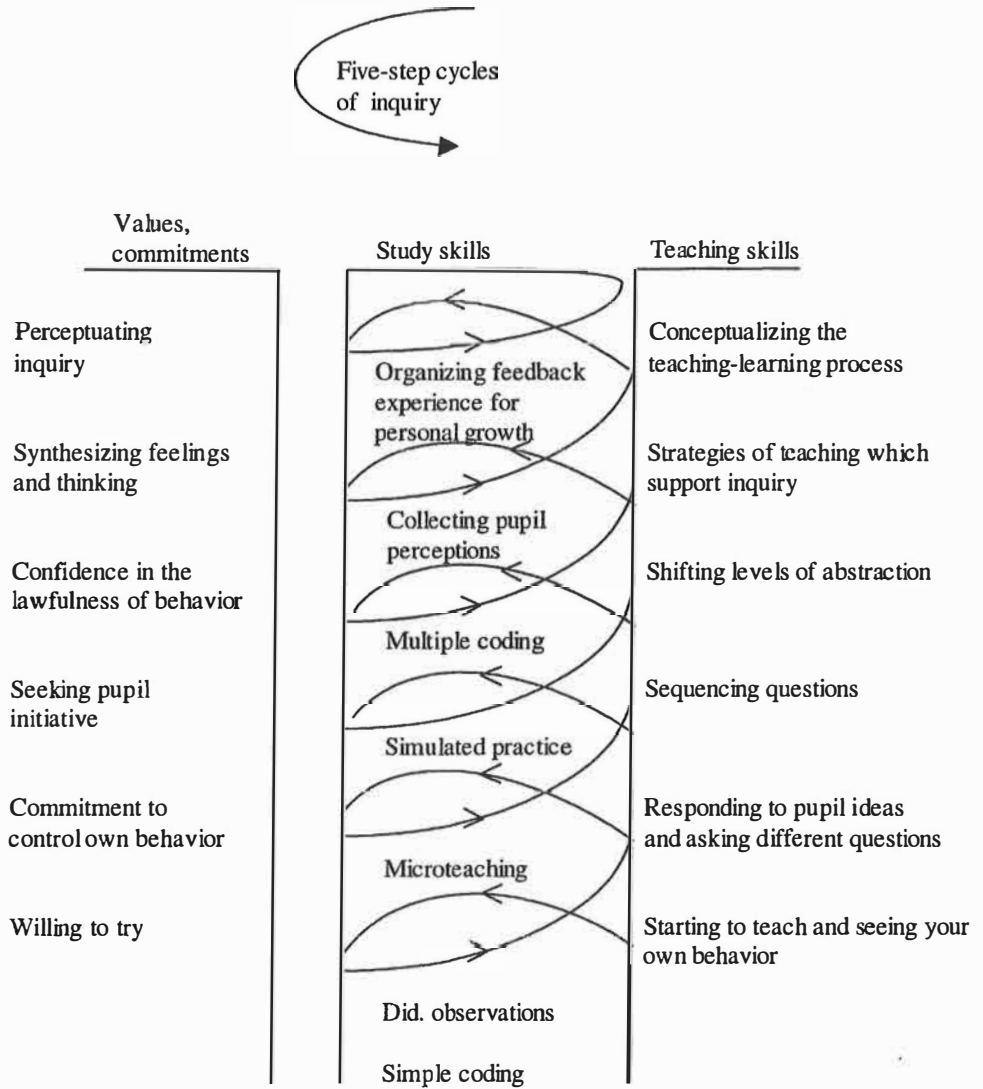 Five-step cycles
of inquiry
Values,
commitments
Study skills
Teaching skills
Perceptuating
inquiry
Synthesizing feelings
and thinking
Confidence in the
lawfulness of behavior
Seeking pupil
initiative
Commitment to
control own behavior
Willing to try
Organizing feedback
experience for
personal growth
Collecting pupil
perceptions
Multiple coding
Simulated practice
Microteaching
Did. observations
Simple coding
Conceptualizing the
teaching-learning process
Strategies of teaching which
support inquiry
Shifting levels of abstraction
Sequencing questions
Responding to pupil ideas
and asking different questions
Starting to teach and seeing your
own behavior